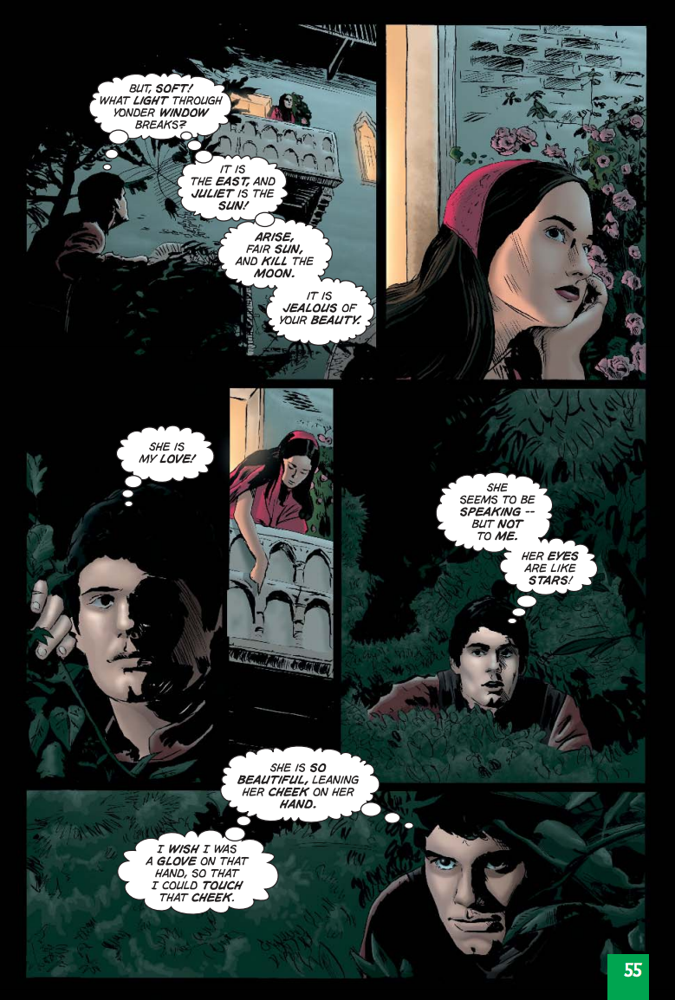 BUT, SOFT!
WHAT LIGHT THROUGH
YONDER WINDOW
BREAKS?
IT IS
THE EAST, AND
JULIET IS THE
SUN!
ARISE,
FAIR SUN,
AND KILL THE
MOON.
IT IS
JEALOUS OF
YOUR BEAUTY.
SHE IS
MY LOVE!
SHE
SEEMS TO BE
SPEAKING --
BUT NOT
TO ME.
HER EYES
ARE LIKE
STARS!
SHE IS SO
BEAUTIFUL, LEANING
HER CHEEK ON HER
HAND.
I WISH I WAS
A GLOVE ON THAT
HAND, SO THAT
I COULD TOUCH
THAT CHEEK.
55